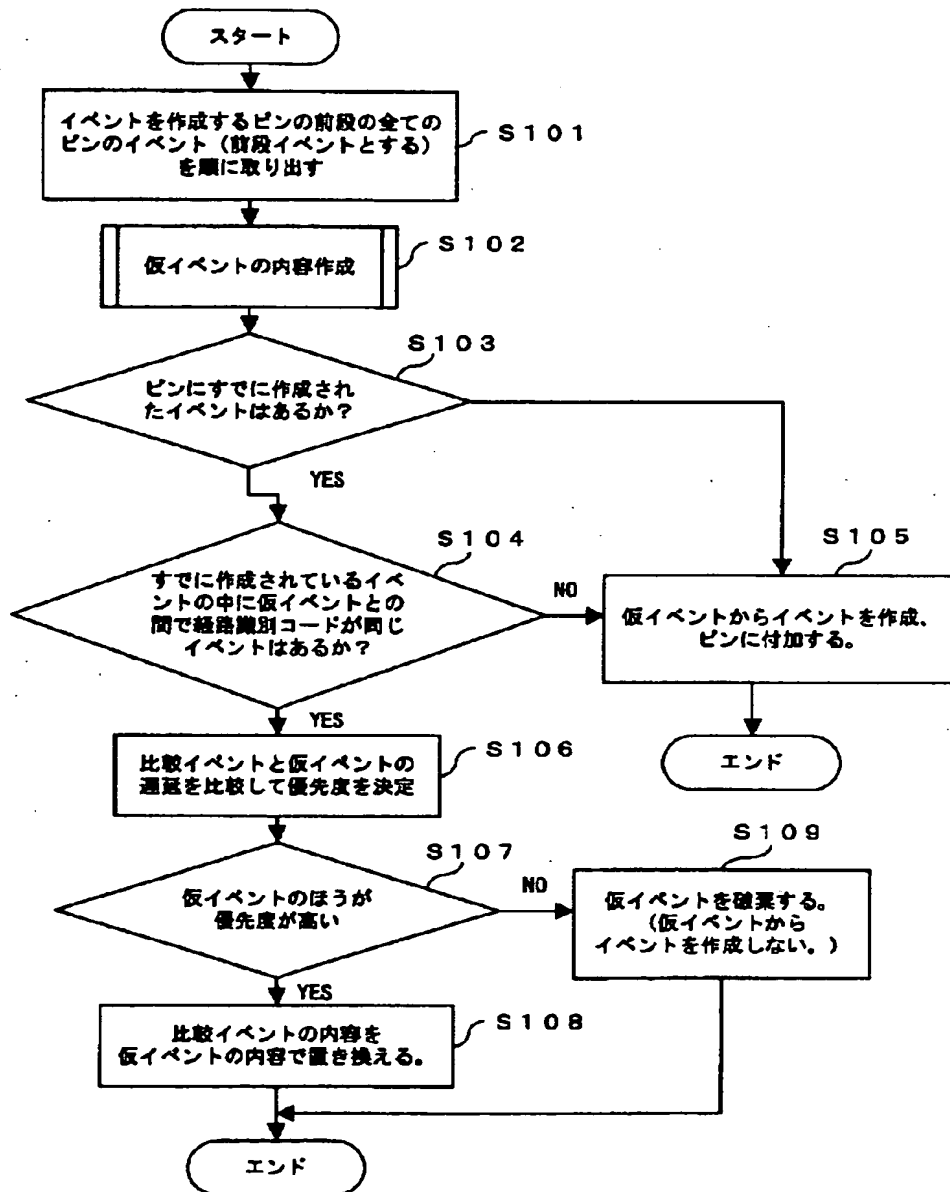 スタート
イベントを作成するピンの前段の全ての
ピンのイベント（前段イベントとする）
を順に取り出す
S101
仮イベントの内容作成
S102
S103
ピンにすでに作成され
たイベントはあるか？
YES
S104
すでに作成されているイベ
ントの中に仮イベントとの
間で経路識別コードが同じ
イベントはあるか？
NO
S105
仮イベントからイベントを作成、
ピンに付加する。
エンド
YES
比較イベントと仮イベントの
遅延を比較して優先度を決定
S106
S107
仮イベントのほうが
優先度が高い
NO
S109
仮イベントを破棄する。
（仮イベントから
イベントを作成しない。）
YES
比較イベントの内容を
仮イベントの内容で置き換える。
S108
エンド